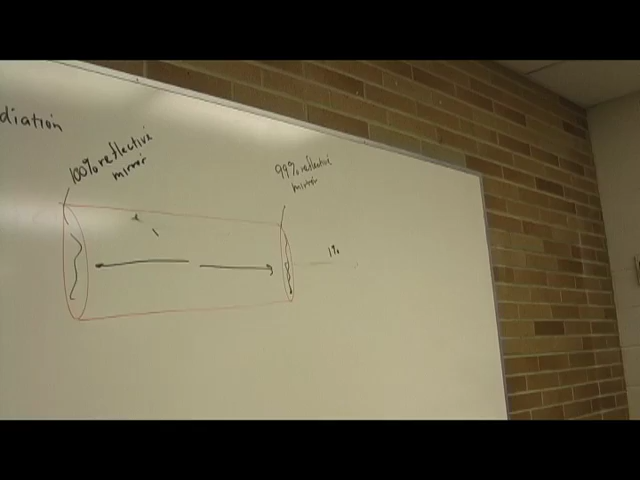 diation
100% reflective
mirror
99% reflective
mirror
1%